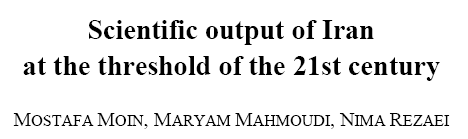 Scientific output of Iran
at the threshold of the 21st century
MOSTAFA MOIN, MARYAM MAHMOUDI, NIMA REZAEI